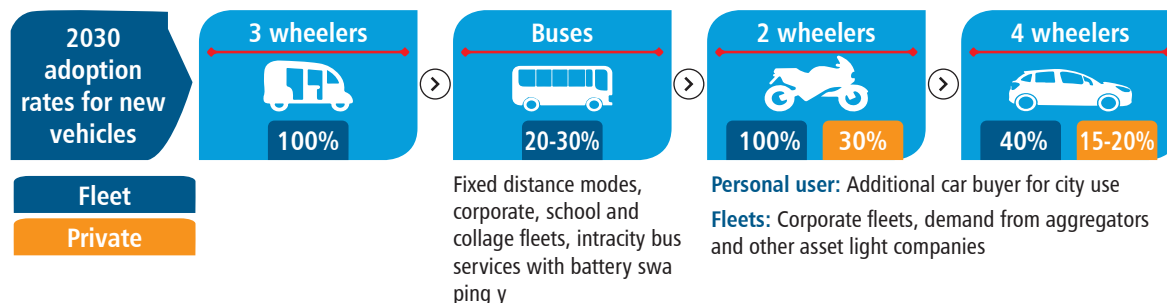 2030
adoption
rates for new
vehicles
Fleet
Private
3 wheelers
100%
Buses
20-30%
Fixed distance modes,
corporate, school and
collage fleets, intracity bus
services with battery swa
ping y
2 wheelers
100%
30%
4 wheelers
40%
15-20%
Personal user: Additional car buyer for city use
Fleets: Corporate fleets, demand from aggregators
and other asset light companies